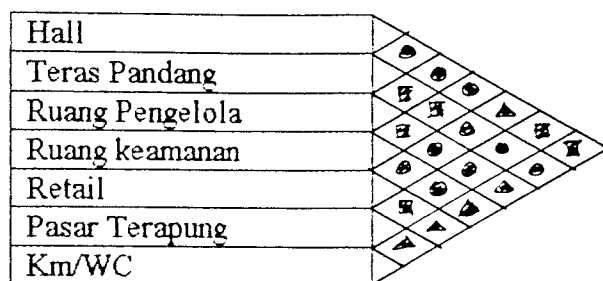 Hall
Teras Pandang
Ruang Pengelola
Ruang keamanan
Retail
Pasar Terapung
Km/WC